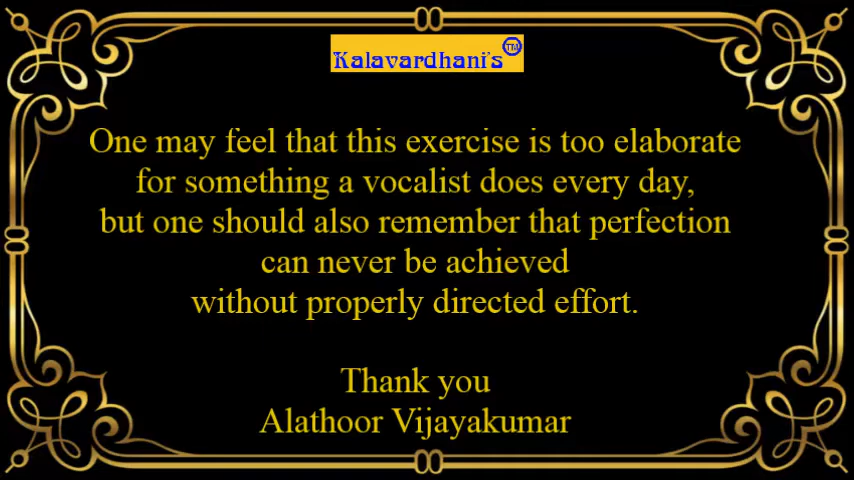 Kalavardhani's TM
One may feel that this exercise is too elaborate
for something a vocalist does every day,
but one should also remember that perfection
can never be achieved
without properly directed effort.
Thank you
Alathoor Vijayakumar